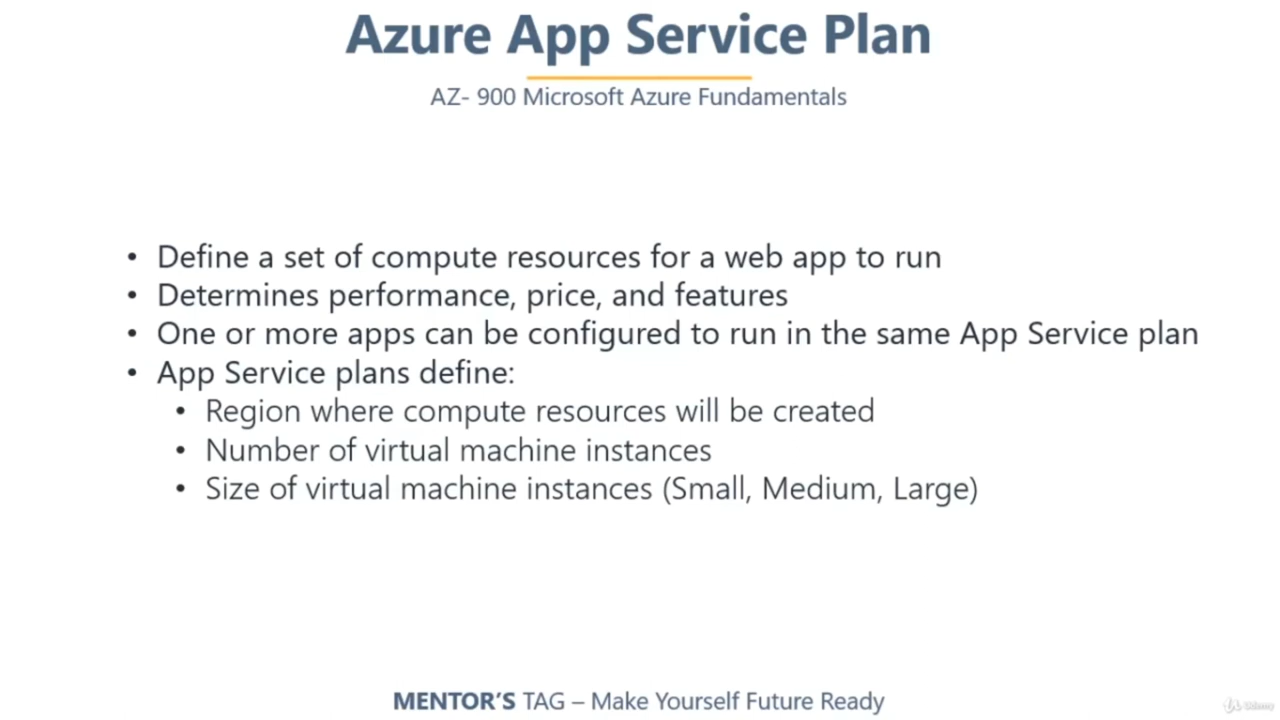 Azure App Service Plan
AZ- 900 Microsoft Azure Fundamentals
• Define a set of compute resources for a web app to run
• Determines performance, price, and features
• One or more apps can be configured to run in the same App Service plan
• App Service plans define:
• Region where compute resources will be created
• Number of virtual machine instances
• Size of virtual machine instances (Small, Medium, Large)
MENTOR'S TAG – Make Yourself Future Ready
Udemy